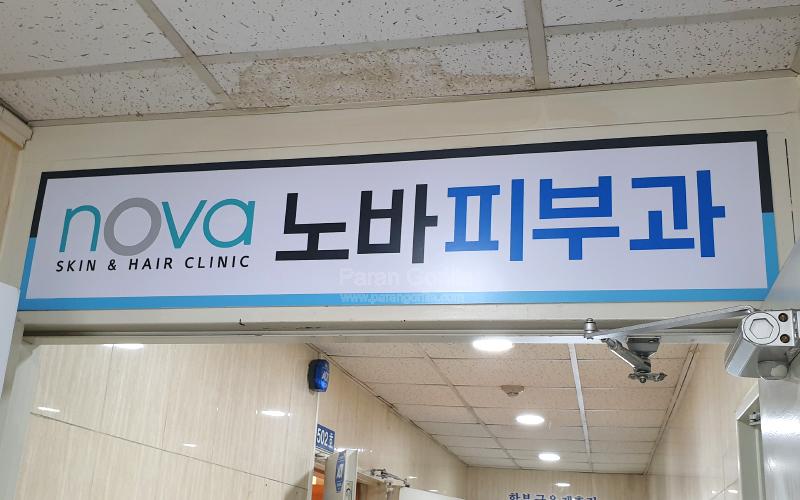 nova
SKIN & HAIR CLINIC
노바피부과
Paran Gorilla
www.parangorilla.com
502호